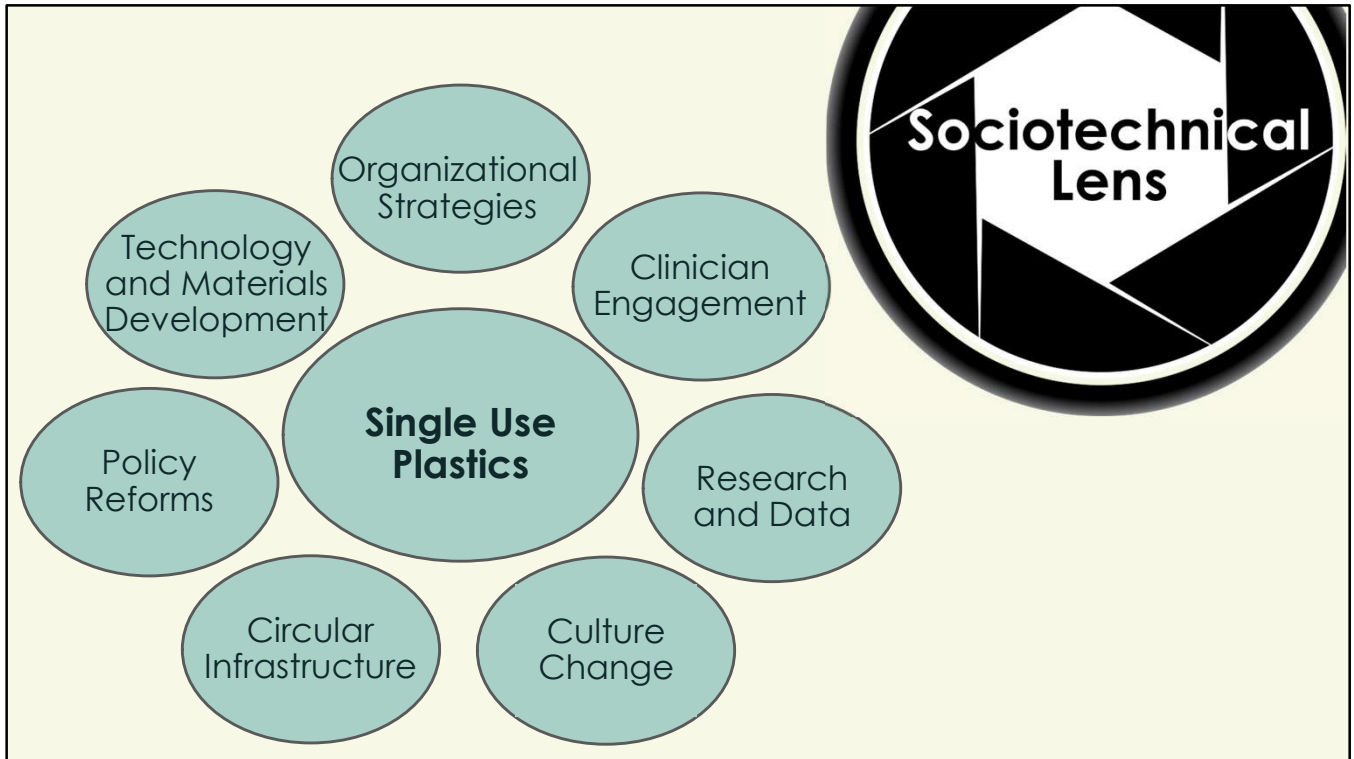 Sociotechnical
Lens
Organizational
Strategies
Technology
and Materials
Development
Clinician
Engagement
Single Use
Plastics
Policy
Reforms
Research
and Data
Circular
Infrastructure
Culture
Change